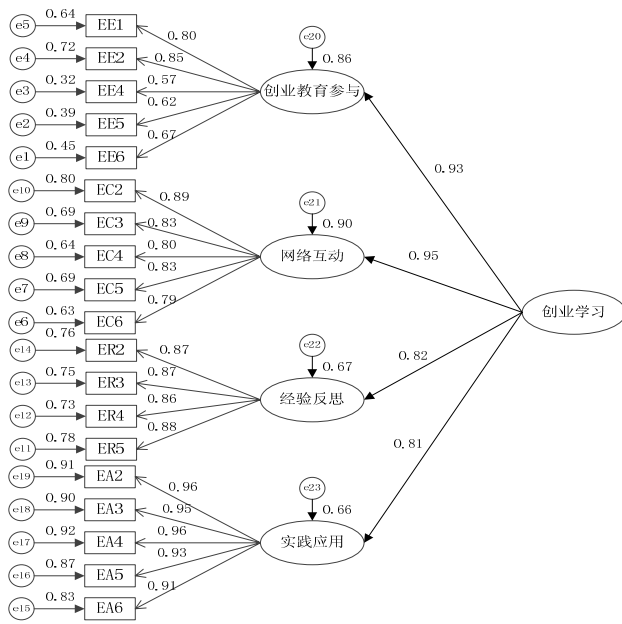 e5 0.64 EE1
0.80
e4 0.72 EE2
0.85
e3 0.32 EE4
0.57
e2 0.39 EE5
0.62
e1 0.45 EE6
0.67
e20
0.86
创业教育参与
0.93
e10 0.80 EC2
0.89
e9 0.69 EC3
0.83
e8 0.64 EC4
0.80
e7 0.69 EC5
0.83
e6 0.63 EC6
0.79
e21
0.90
网络互动
0.95
创业学习
e14 0.76 ER2
0.87
e13 0.75 ER3
0.87
e12 0.73 ER4
0.86
e11 0.78 ER5
0.88
e22
0.67
经验反思
0.82
e19 0.91 EA2
0.96
e18 0.90 EA3
0.95
e17 0.92 EA4
0.96
e16 0.87 EA5
0.93
e15 0.83 EA6
0.91
e23
0.66
实践应用
0.81